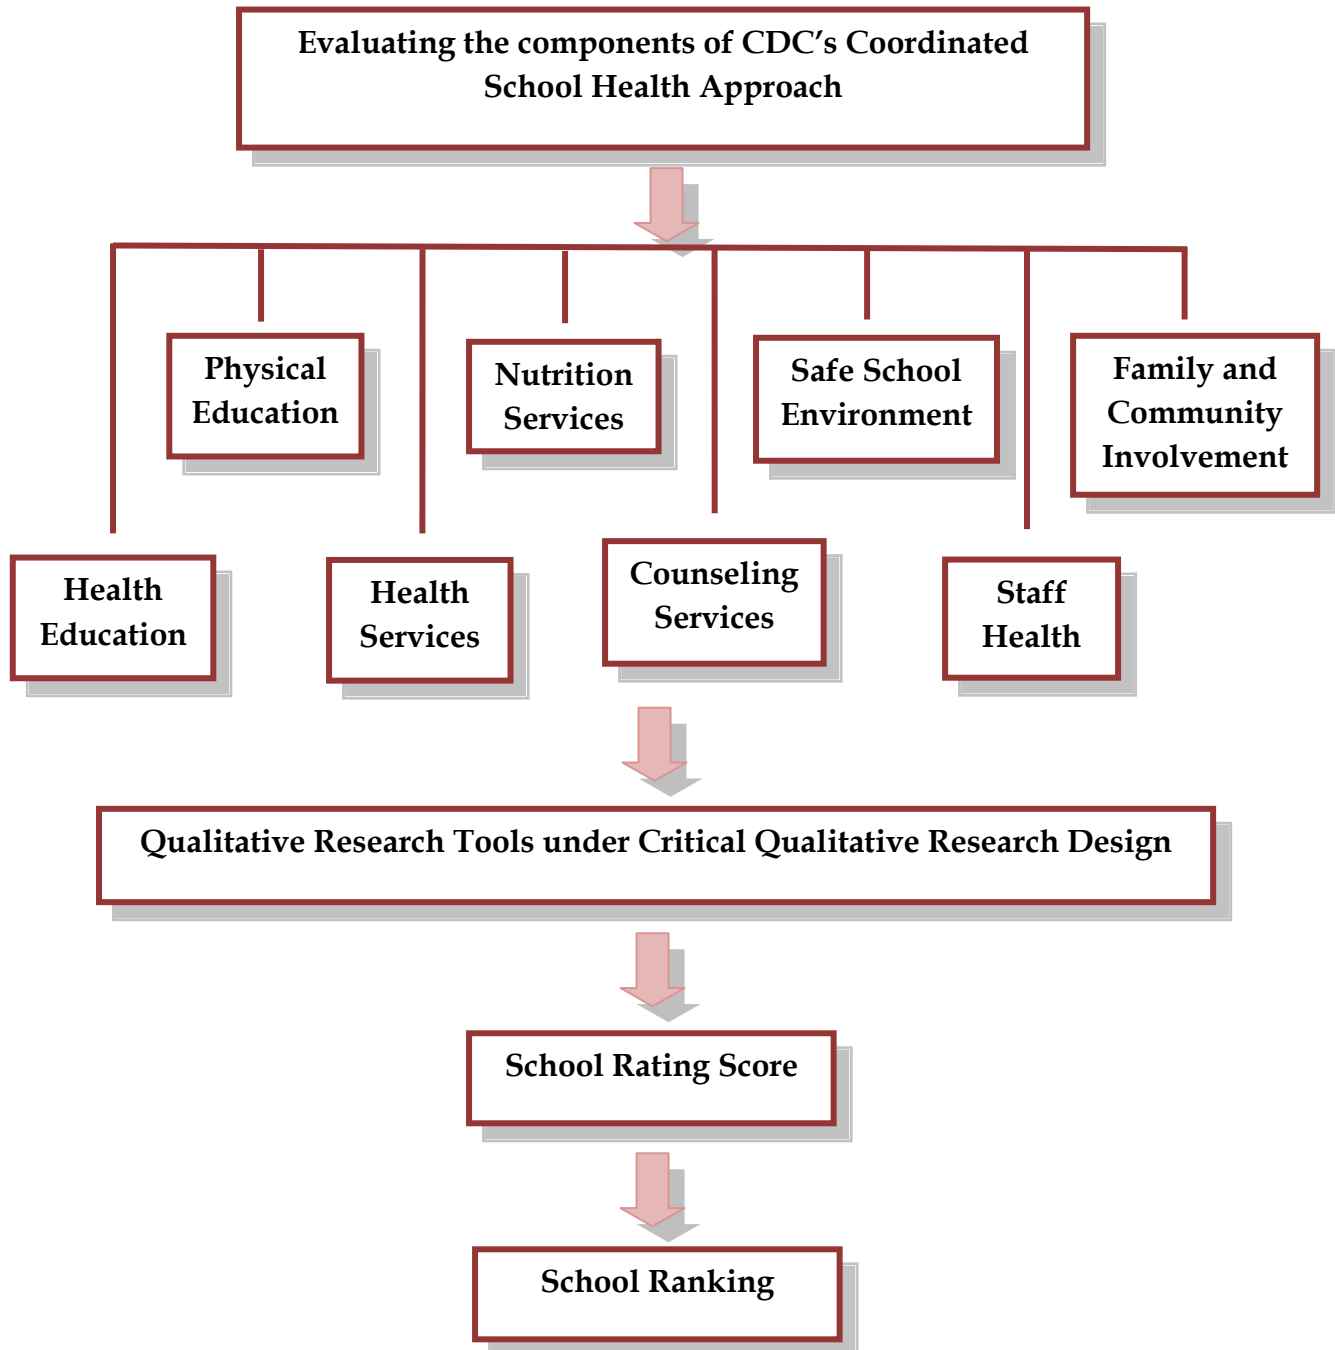 Evaluating the components of CDC’s Coordinated
School Health Approach
Physical
Education
Nutrition
Services
Safe School
Environment
Family and
Community
Involvement
Health
Education
Health
Services
Counseling
Services
Staff
Health
Qualitative Research Tools under Critical Qualitative Research Design
School Rating Score
School Ranking